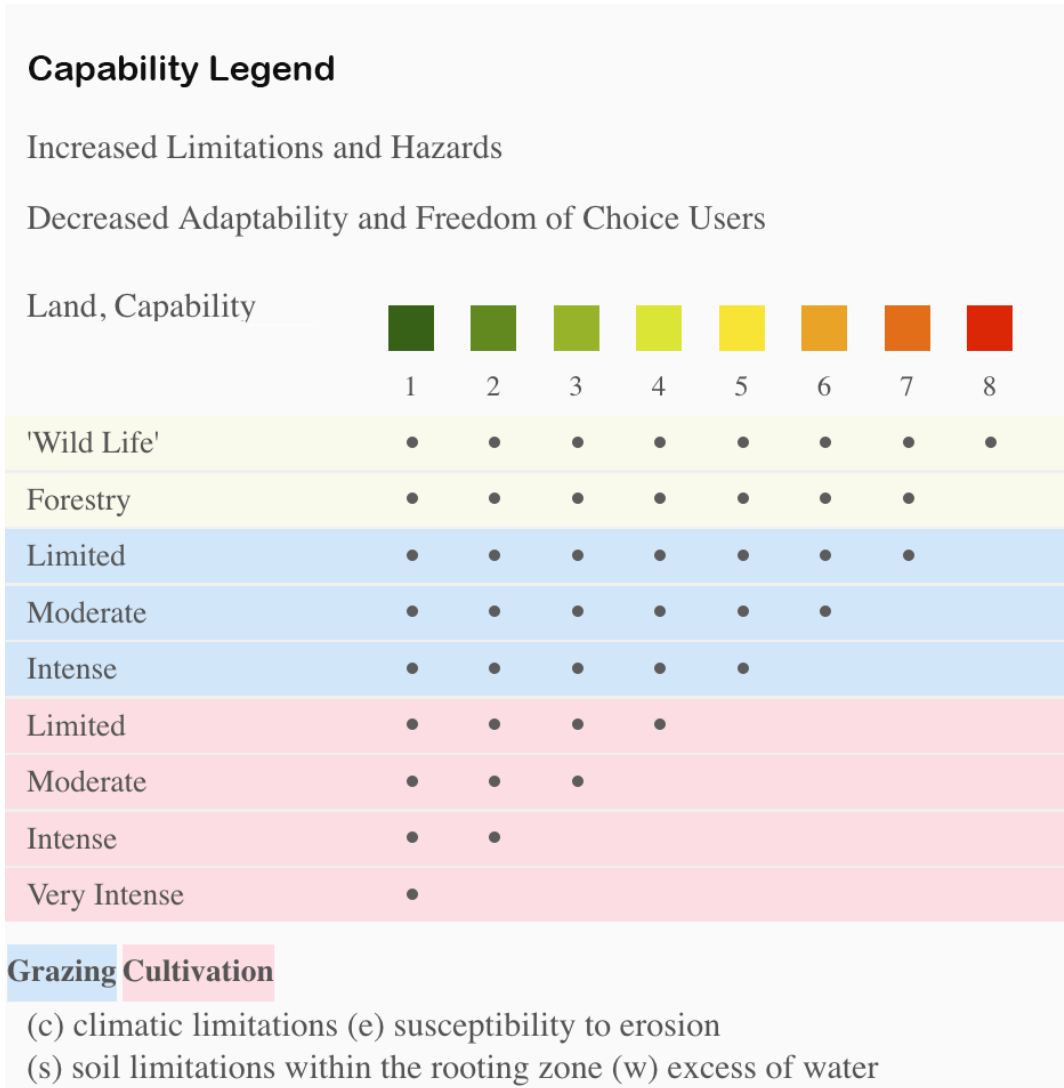 Capability Legend
Increased Limitations and Hazards
Decreased Adaptability and Freedom of Choice Users
Land, Capability
1 2 3 4 5 6 7 8
'Wild Life' • • • • • • • •
Forestry • • • • • • •
Limited • • • • • • •
Moderate • • • • • •
Intense • • • • •
Limited • • • •
Moderate • • •
Intense • •
Very Intense •
Grazing Cultivation
(c) climatic limitations (e) susceptibility to erosion
(s) soil limitations within the rooting zone (w) excess of water